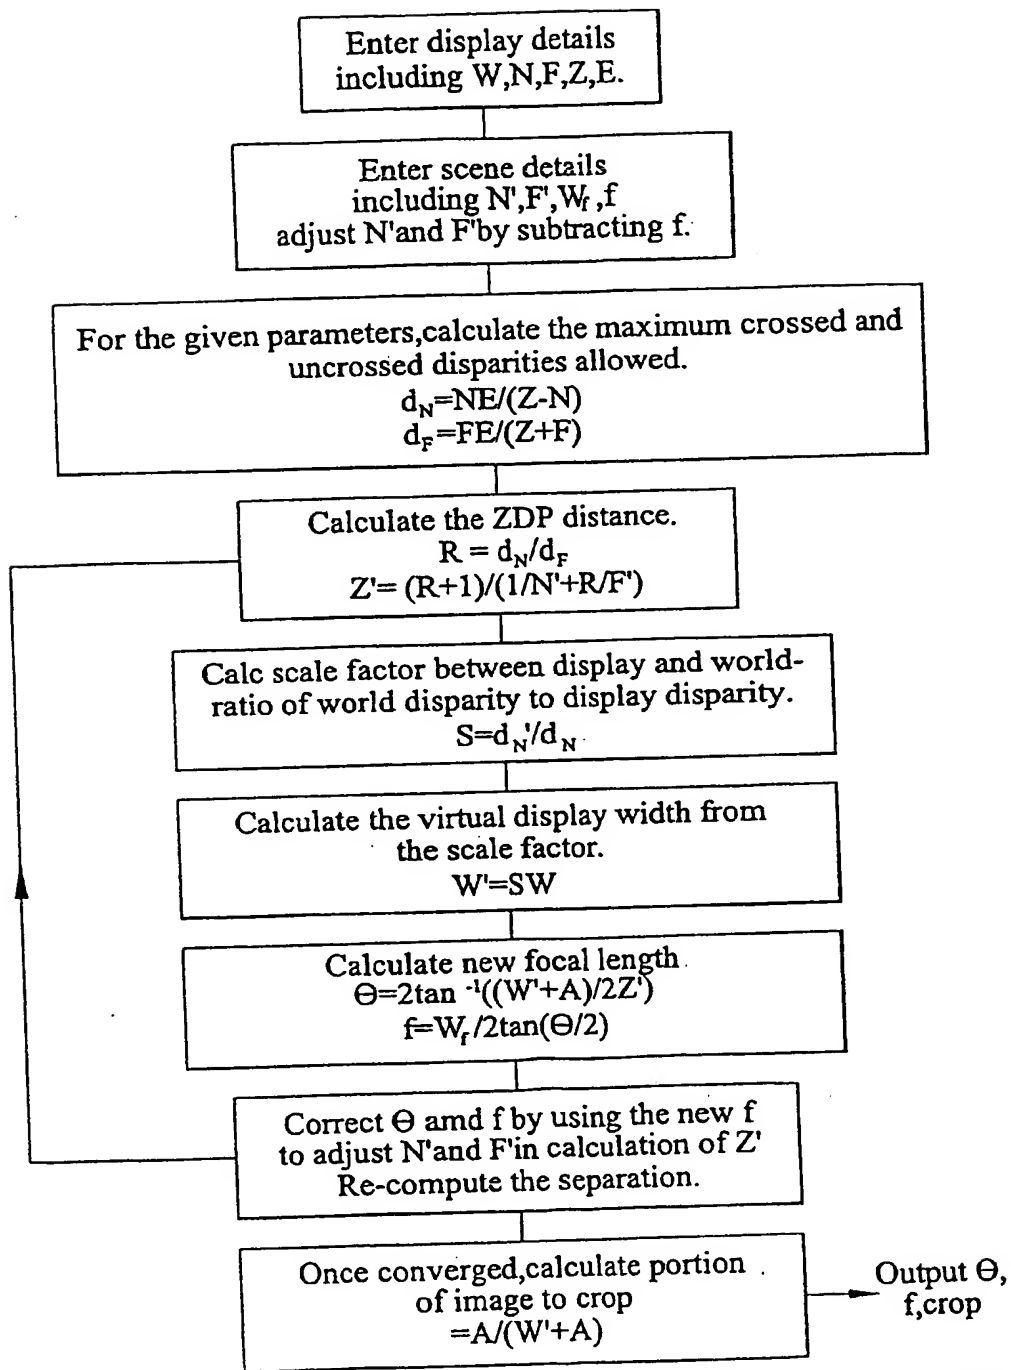 Enter display details
including W,N,F,Z,E.
Enter scene details
including N',F',Wf ,f
adjust N'and F'by subtracting f.
For the given parameters,calculate the maximum crossed and
uncrossed disparities allowed.
dN=NE/(Z-N)
dF=FE/(Z+F)
Calculate the ZDP distance.
R = dN/dF
Z'= (R+1)/(1/N'+R/F')
Calc scale factor between display and world-
ratio of world disparity to display disparity.
S=dN'/dN
Calculate the virtual display width from
the scale factor.
W'=SW
Calculate new focal length
Θ=2tan -1((W'+A)/2Z')
f=Wf/2tan(Θ/2)
Correct Θ amd f by using the new f
to adjust N'and F'in calculation of Z'
Re-compute the separation.
Once converged,calculate portion
of image to crop
=A/(W'+A)
Output Θ,
f,crop